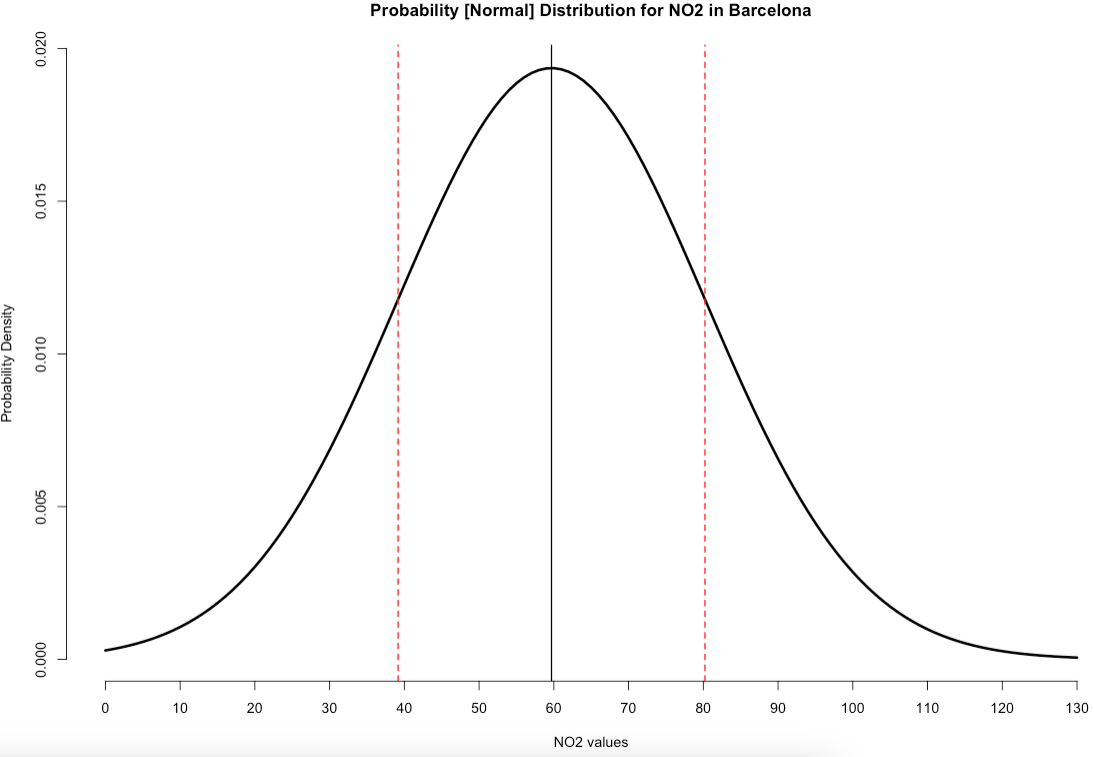 Probability [Normal] Distribution for NO2 in Barcelona
Probability Density
0.020
0.015
0.010
0.005
0.000
0 10 20 30 40 50 60 70 80 90 100 110 120 130
NO2 values